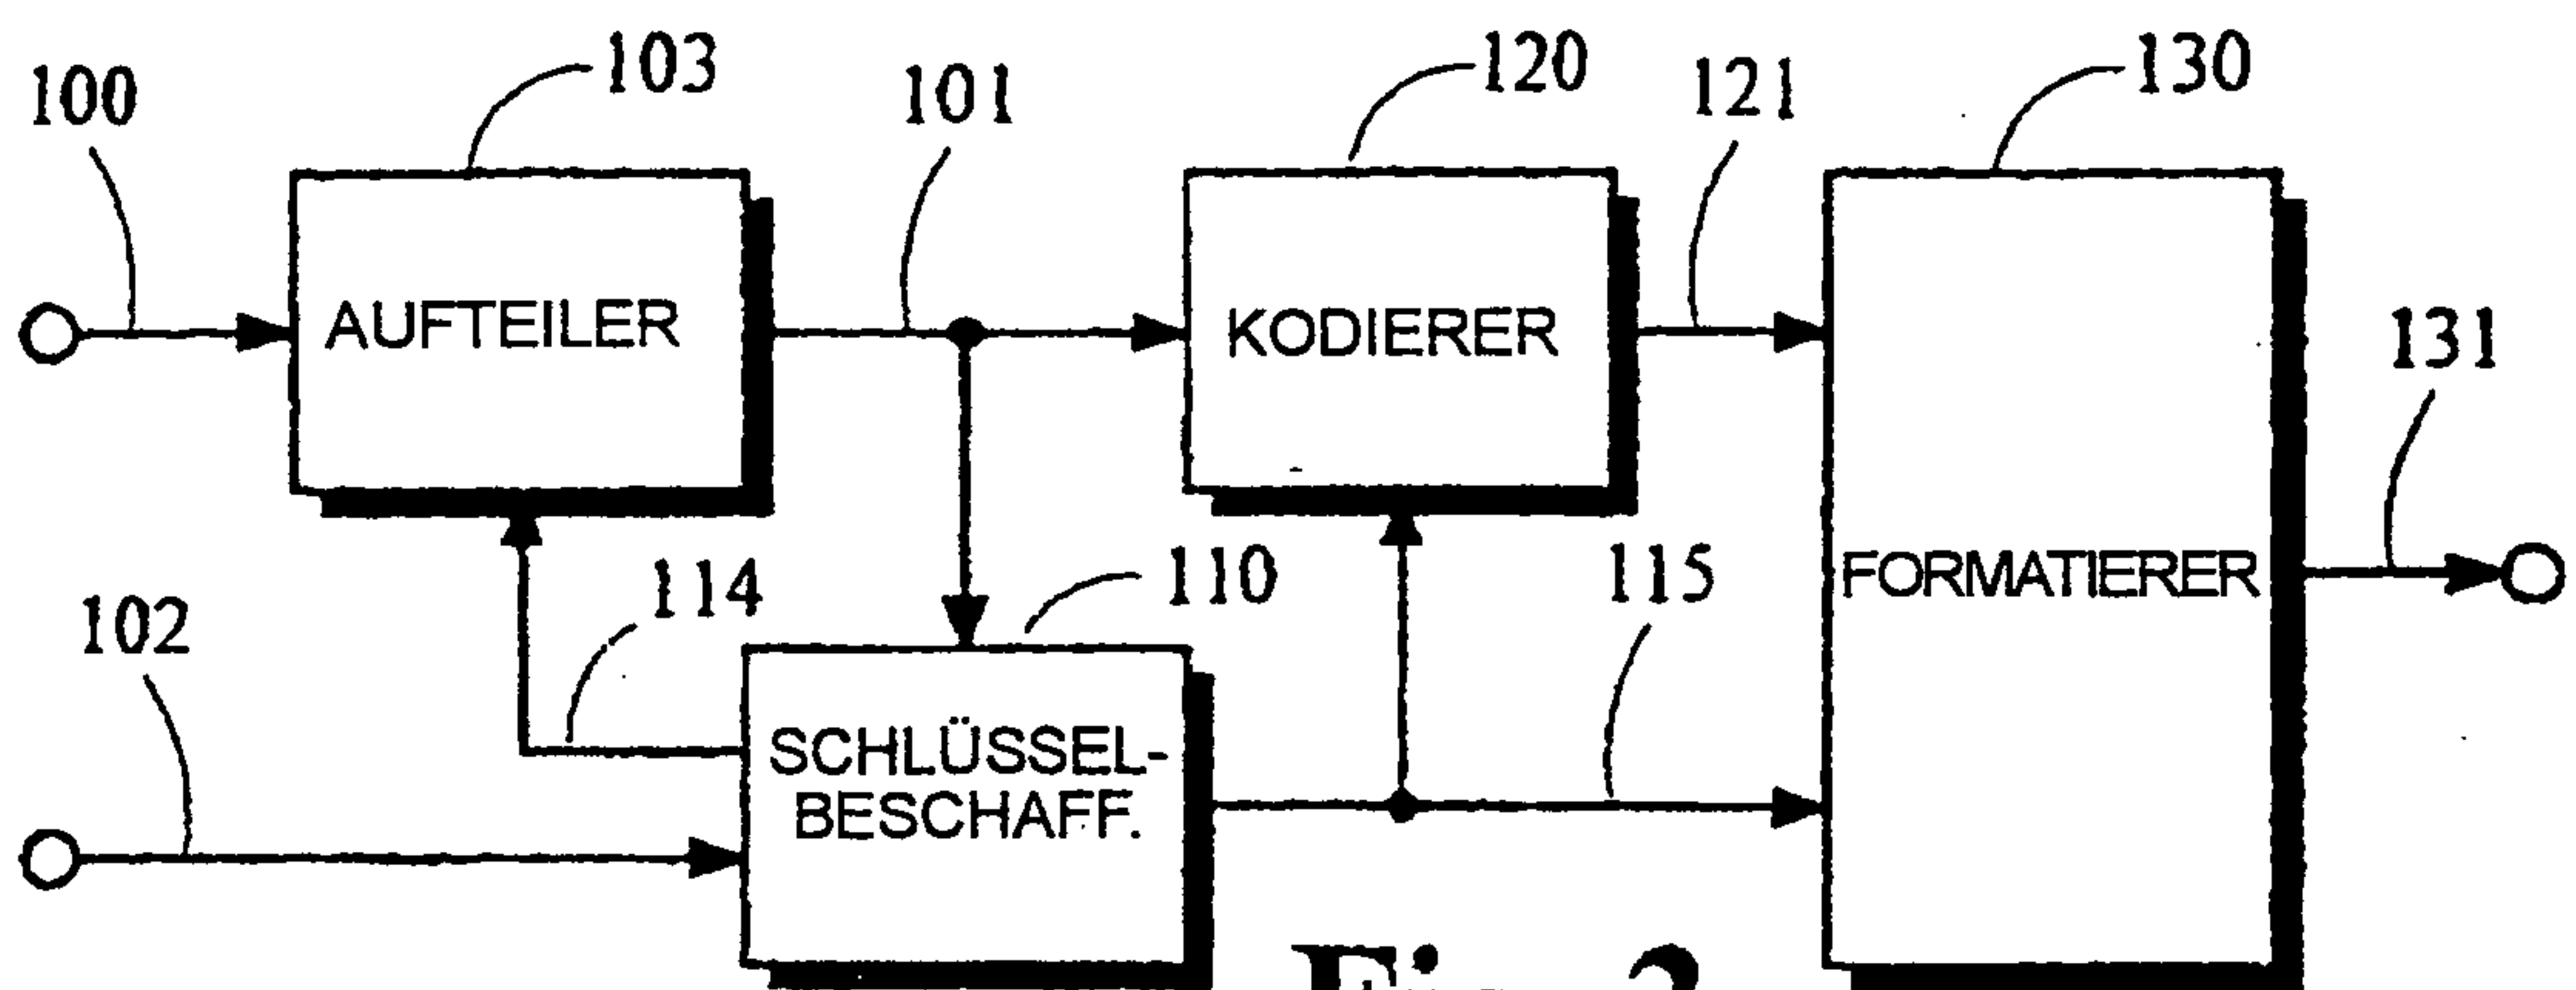 100
103
101
120
121
130
AUFTEILER
KODIERER
131
114
110
115
FORMATIERER
102
SCHLÜSSEL-
BESCHAFF.